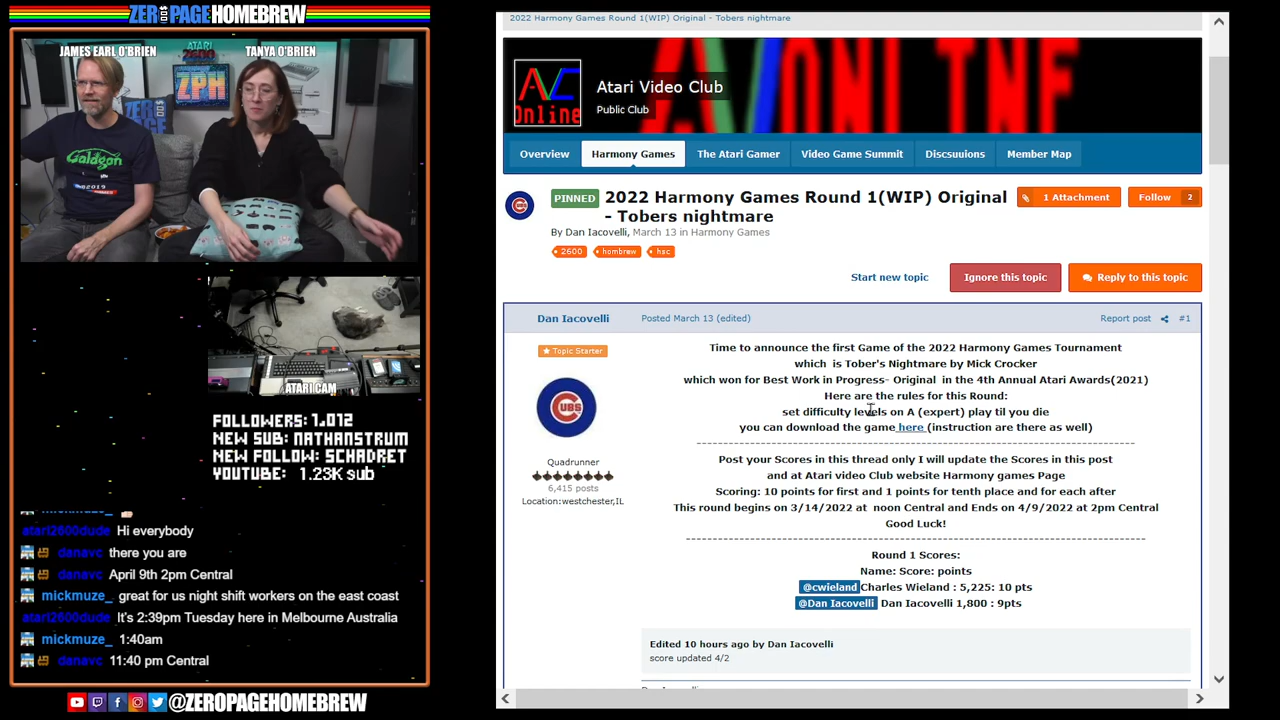 ZERO PAGE HOMEBREW
JAMES EARL O'BRIEN
TANYA O'BRIEN
ATARI
ZPH
Galagon
2019
ATARI CAM
FOLLOWERS: 1,012
NEW SUB: NATHANSTRUM
NEW FOLLOW: SCHADRET
YOUTUBE: 1.23K sub
atari2600dude Hi everybody
danavc there you are
danavc April 9th 2pm Central
mickmuze_ great for us night shift workers on the east coast
atari2600dude It's 2:39pm Tuesday here in Melbourne Australia
mickmuze_ 1:40am
danavc 11:40 pm Central
@ZEROPAGEHOMEBREW
2022 Harmony Games Round 1(WIP) Original - Tobers nightmare
AVC
Online
AVONLINE
Atari Video Club
Public Club
Overview
Harmony Games
The Atari Gamer
Video Game Summit
Discsuuions
Member Map
CUBS
PINNED
2022 Harmony Games Round 1(WIP) Original
- Tobers nightmare
1 Attachment
Follow 2
By Dan Iacovelli, March 13 in Harmony Games
2600
hombrew
hsc
Start new topic
Ignore this topic
Reply to this topic
Dan Iacovelli
Posted March 13 (edited)
Report post
#1
Topic Starter
CUBS
Quadrunner
6,415 posts
Location:westchester,IL
Time to announce the first Game of the 2022 Harmony Games Tournament
which is Tober's Nightmare by Mick Crocker
which won for Best Work in Progress- Original in the 4th Annual Atari Awards(2021)
Here are the rules for this Round:
set difficulty levels on A (expert) play til you die
you can download the game here (instruction are there as well)
Post your Scores in this thread only I will update the Scores in this post
and at Atari video Club website Harmony games Page
Scoring: 10 points for first and 1 points for tenth place and for each after
This round begins on 3/14/2022 at noon Central and Ends on 4/9/2022 at 2pm Central
Good Luck!
Round 1 Scores:
Name: Score: points
@cwieland Charles Wieland : 5,225: 10 pts
@Dan Iacovelli Dan Iacovelli 1,800 : 9pts
Edited 10 hours ago by Dan Iacovelli
score updated 4/2